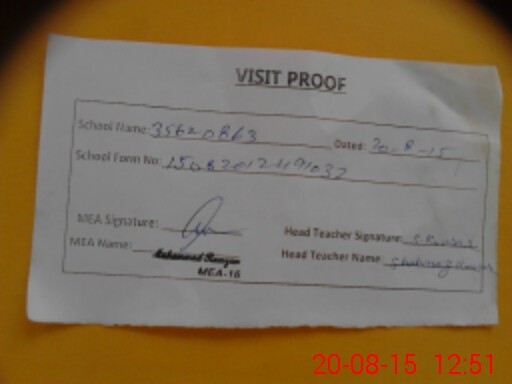 VISIT PROOF
School Name: 35620863 Dated: 20-8-15
School Form No: 15082012491032
MEA Signature: Head Teacher Signature:
MEA Name: Head Teacher Name:
MEA-16
20-08-15 12:51